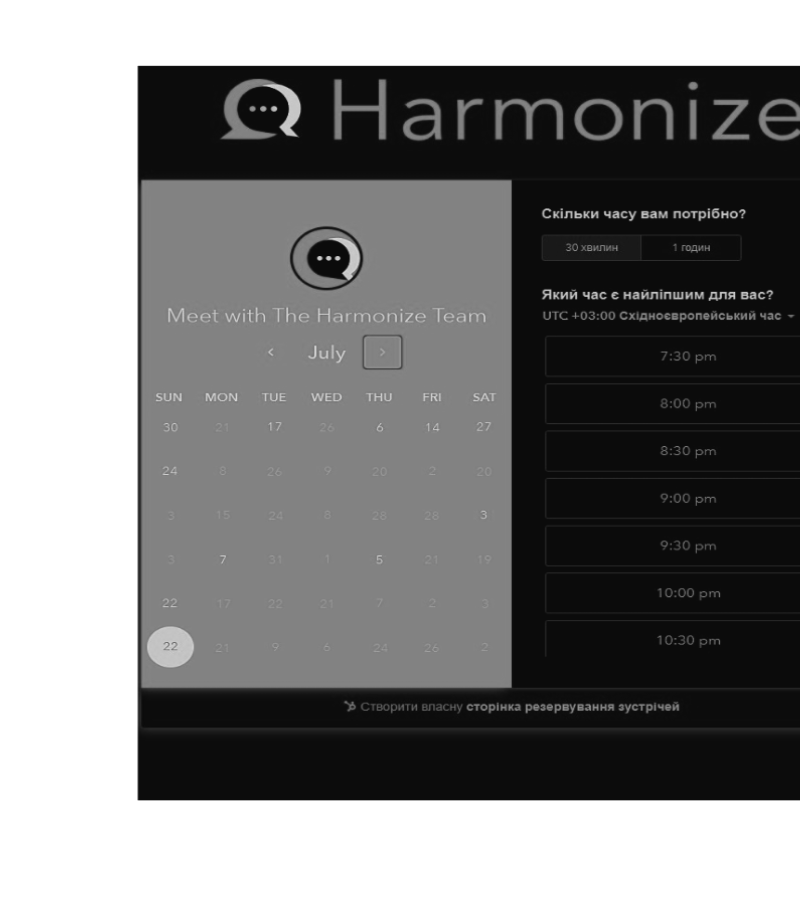 Harmonize
Meet with The Harmonize Team
July
SUN MON TUE WED THU FRI SAT
30 21 17 26 6 14 27
24 8 26 9 20 2 20
3 15 24 8 28 28 3
3 7 31 1 5 21 19
22 17 22 21 7 2 3
22 21 9 6 24 26 2
Скільки часу вам потрібно?
30 хвилин 1 годин
Який час є найліпшим для вас?
UTC +03:00 Східноєвропейський час
7:30 pm
8:00 pm
8:30 pm
9:00 pm
9:30 pm
10:00 pm
10:30 pm
Створити власну сторінка резервування зустрічей